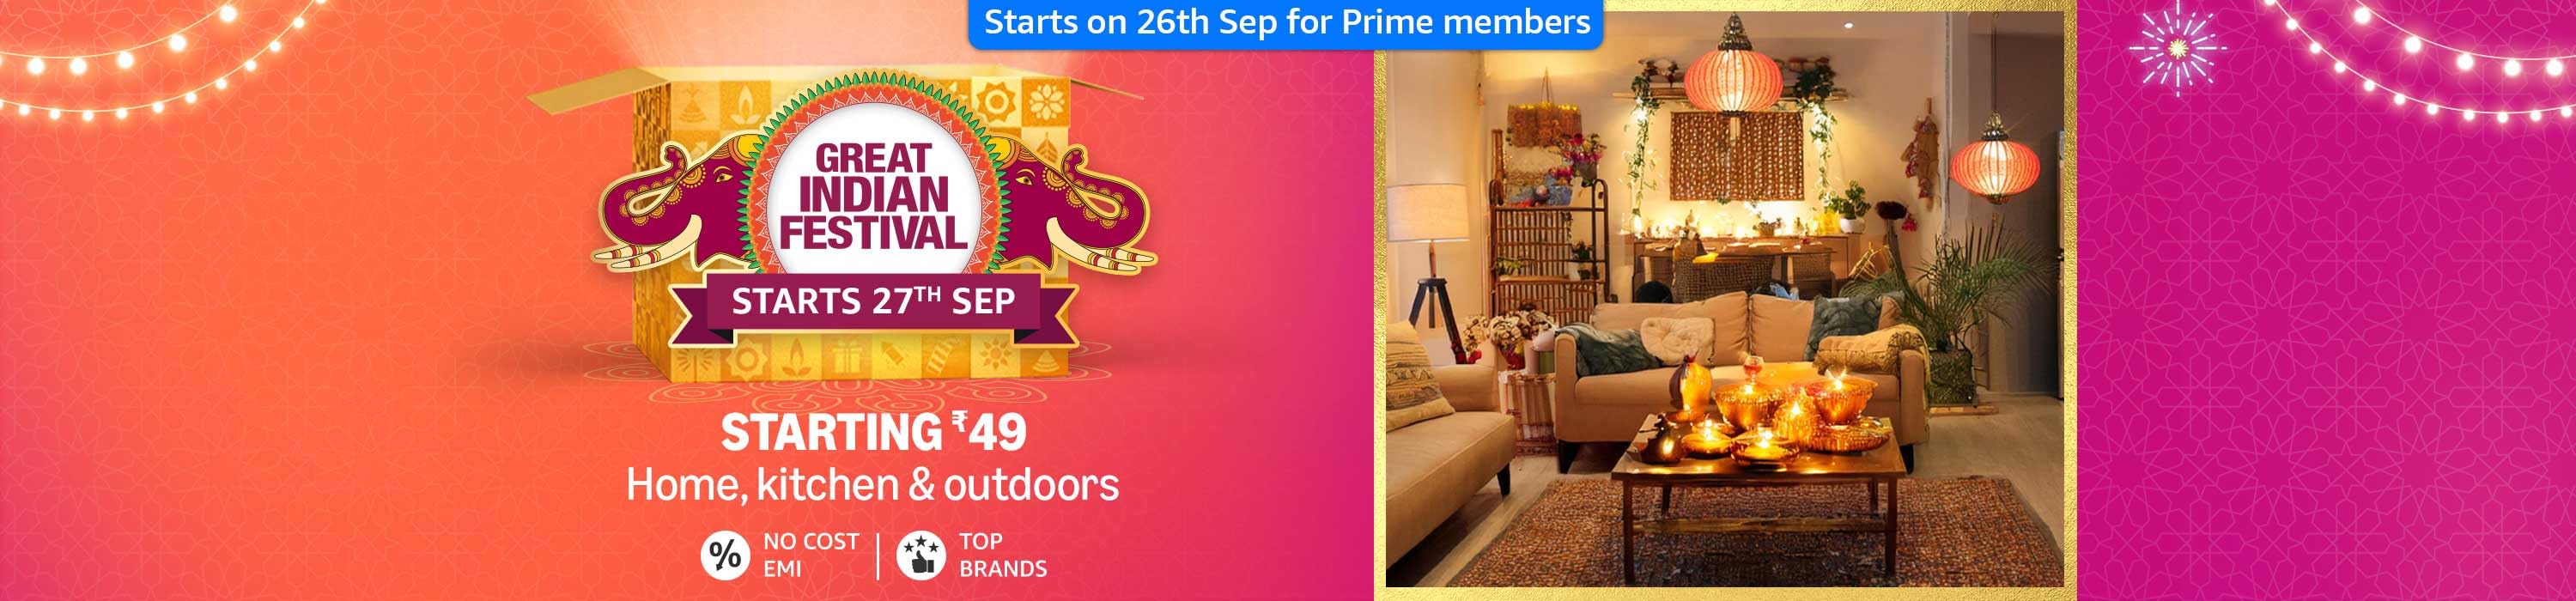 Starts on 26th Sep for Prime members
GREAT
INDIAN
FESTIVAL
STARTS 27TH SEP
STARTING ₹49
Home, kitchen & outdoors
% NO COST
EMI
TOP
BRANDS